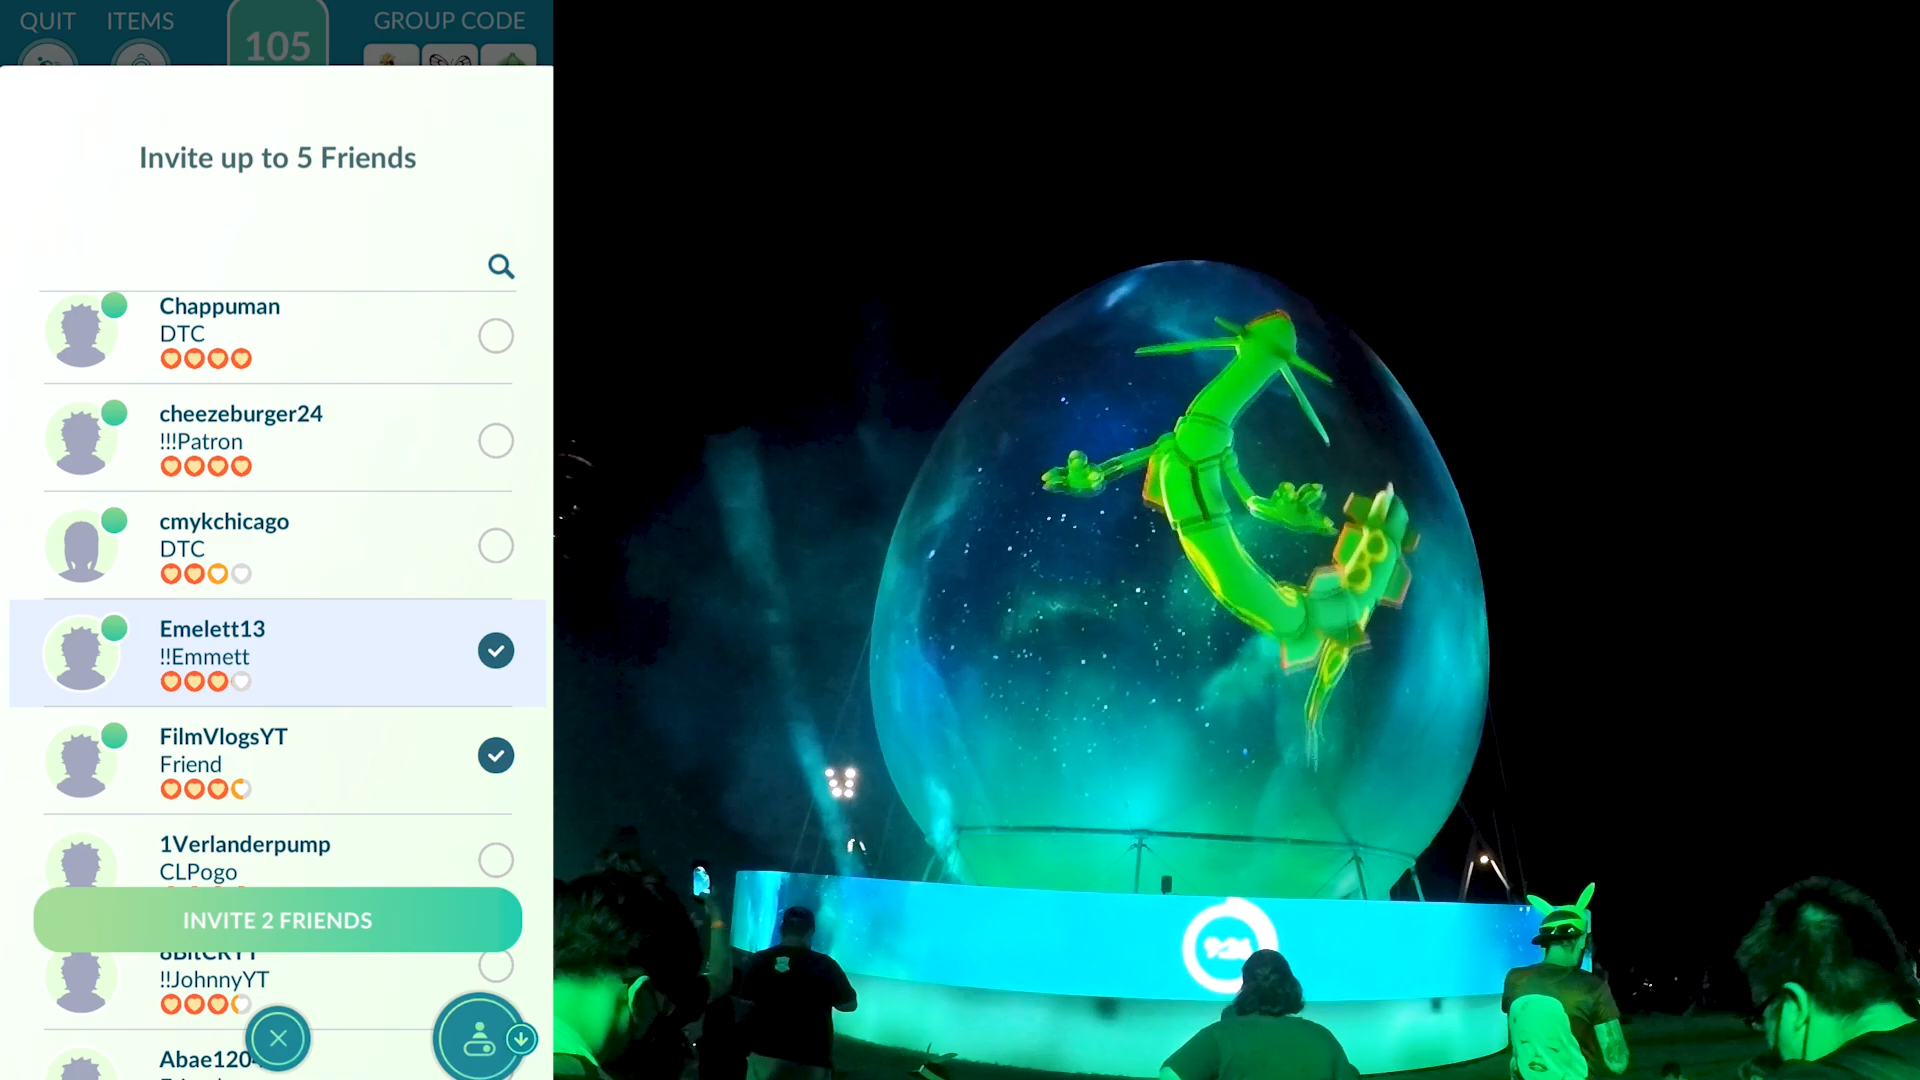 QUIT ITEMS 105 GROUP CODE
Invite up to 5 Friends
Chappuman
DTC
cheezeburger24
!!!Patron
cmykchicago
DTC
Emelett13
!!Emmett
FilmVlogsYT
Friend
1Verlanderpump
CLPogo
INVITE 2 FRIENDS
!!JohnnyYT